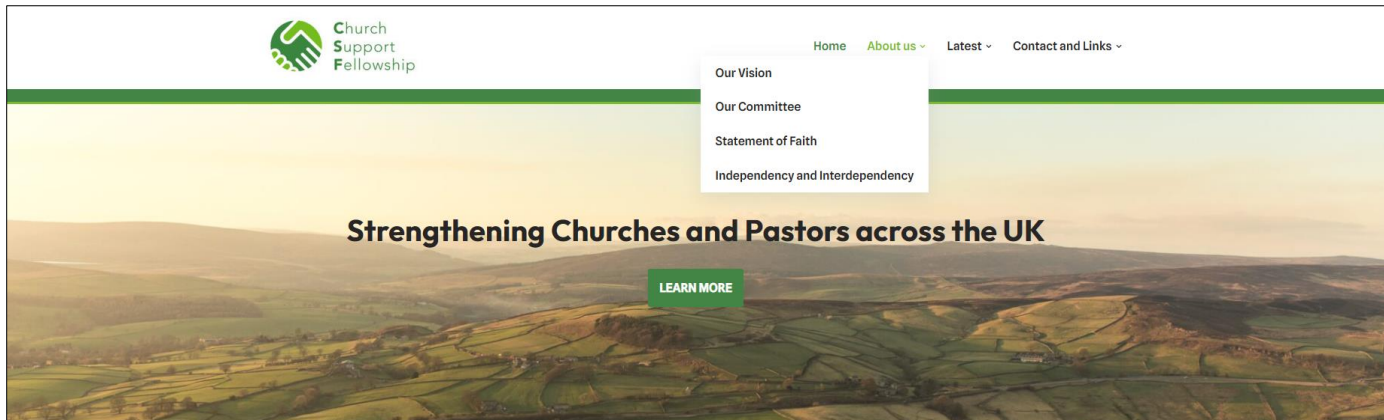 Church
Support
Fellowship
Home About us Latest Contact and Links
Our Vision
Our Committee
Statement of Faith
Independency and Interdependency
Strengthening Churches and Pastors across the UK
LEARN MORE